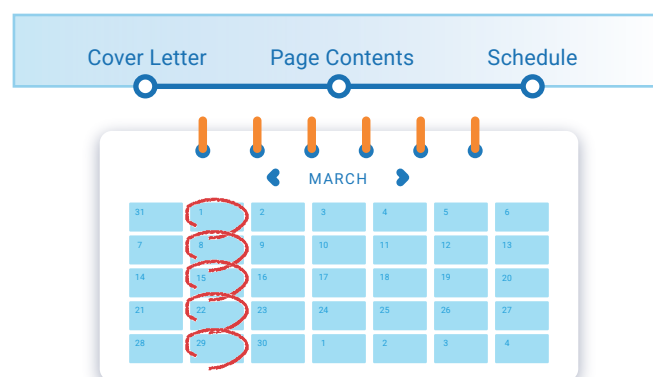 Cover Letter Page Contents Schedule
MARCH
31 1 2 3 4 5 6
7 8 9 10 11 12 13
14 15 16 17 18 19 20
21 22 23 24 25 26 27
28 29 30 1 2 3 4